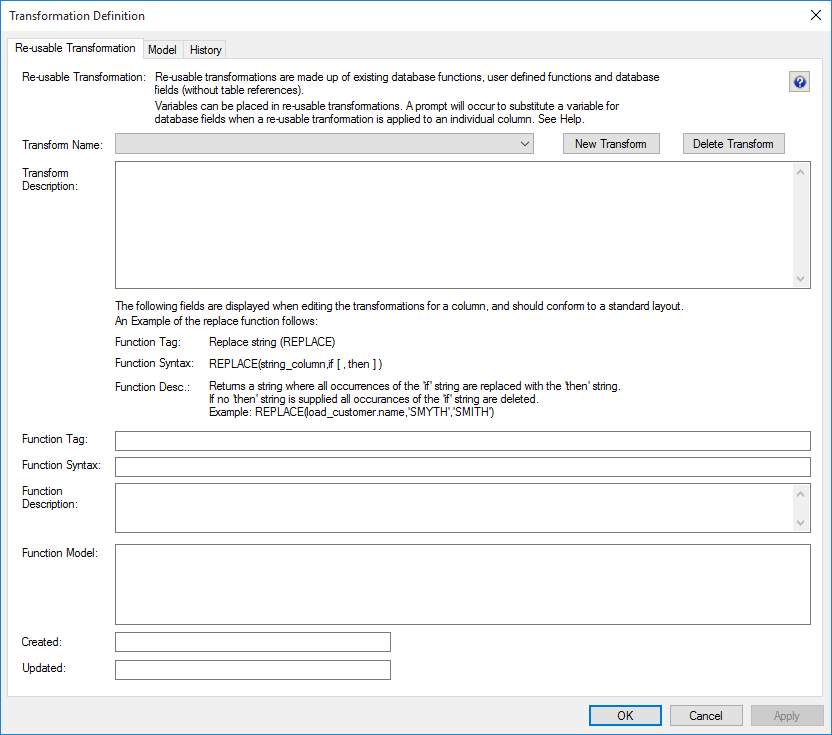 Transformation Definition
Re-usable Transformation Model History
Re-usable Transformation: Re-usable transformations are made up of existing database functions, user defined functions and database
fields (without table references).
Variables can be placed in re-usable transformations. A prompt will occur to substitute a variable for
database fields when a re-usable tranformation is applied to an individual column. See Help.
Transform Name: New Transform Delete Transform
Transform
Description:
The following fields are displayed when editing the transformations for a column, and should conform to a standard layout.
An Example of the replace function follows:
Function Tag: Replace string (REPLACE)
Function Syntax: REPLACE(string_column,if [ , then ] )
Function Desc.: Returns a string where all occurrences of the 'if' string are replaced with the 'then' string.
If no 'then' string is supplied all occurances of the 'if' string are deleted.
Example: REPLACE(load_customer.name,'SMYTH','SMITH')
Function Tag:
Function Syntax:
Function
Description:
Function Model:
Created:
Updated:
OK Cancel Apply